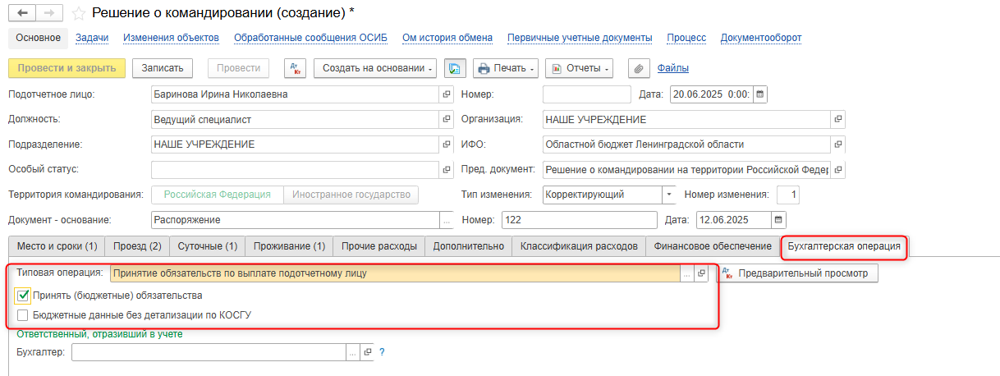 Решение о командировании (создание) *
Основное Задачи Изменения объектов Обработанные сообщения ОСИБ Ом история обмена Первичные учетные документы Процесс Документооборот
Провести и закрыть Записать Провести Дт Кт Создать на основании Печать Отчеты Файлы
Подотчетное лицо: Баринова Ирина Николаевна Номер: Дата: 20.06.2025 0:00:
Должность: Ведущий специалист Организация: НАШЕ УЧРЕЖДЕНИЕ
Подразделение: НАШЕ УЧРЕЖДЕНИЕ ИФО: Областной бюджет Ленинградской области
Особый статус: Пред. документ: Решение о командировании на территории Российской Федер
Территория командирования: Российская Федерация Иностранное государство Тип изменения: Корректирующий Номер изменения: 1
Документ - основание: Распоряжение ... Номер: 122 Дата: 12.06.2025
Место и сроки (1) Проезд (2) Суточные (1) Проживание (1) Прочие расходы Дополнительно Классификация расходов Финансовое обеспечение Бухгалтерская операция
Типовая операция: Принятие обязательств по выплате подотчетному лицу ... Дт Кт Предварительный просмотр
Принять (бюджетные) обязательства
Бюджетные данные без детализации по КОСГУ
Ответственный, отразивший в учете
Бухгалтер: ... ?